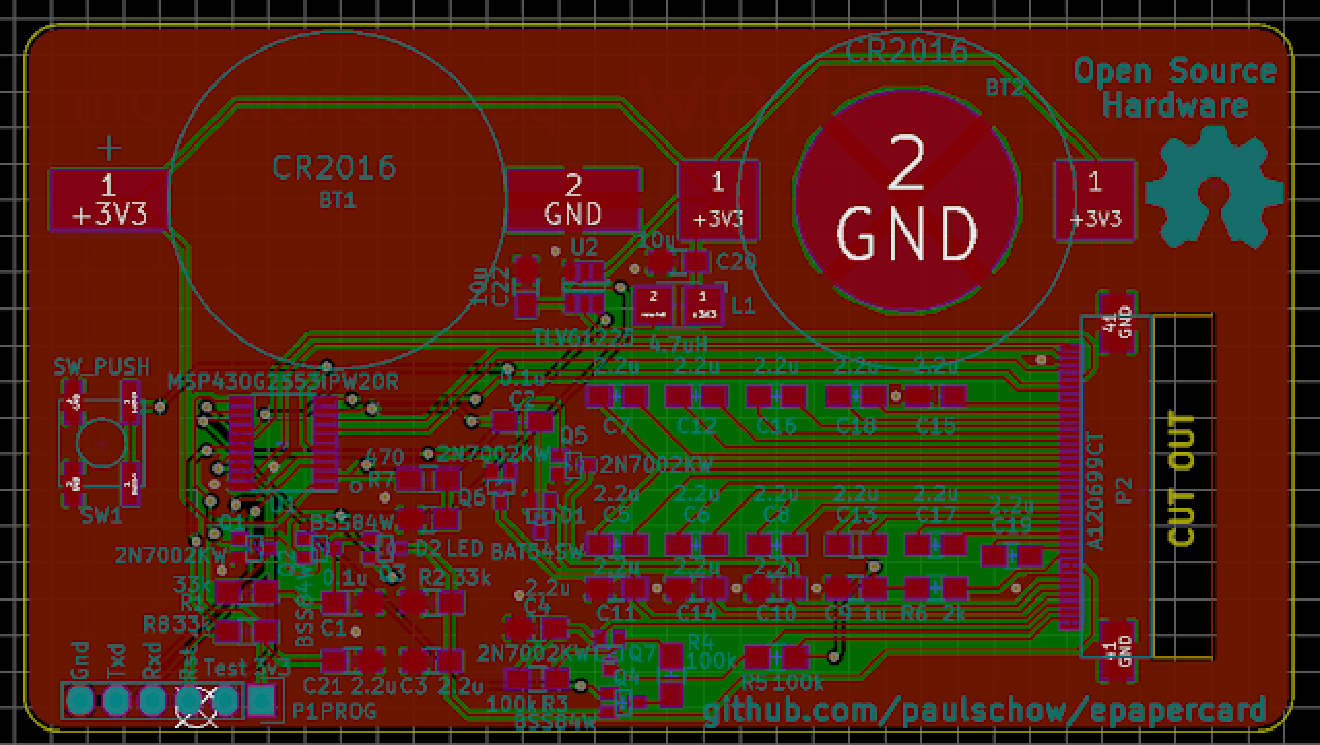 CR2016
BT2
Open Source
Hardware
CR2016
BT1
1
+3V3
2
GND
1
+3V3
2
GND
1
+3V3
U2
10u
C20
10u
C22
2
1
+3V3
L1
4.7uH
41
GND
SW_PUSH
MSP430G2553IPW20R
0.1u
C2
2.2u
2.2u
2.2u
2.2u
2.2u
C7
C12
C16
C18
C15
470
R7
2N7002KW
Q5
2N7002KW
Q6
SW1
D1
2.2u
2.2u
2.2u
2.2u
2.2u
2.2u
C5
C6
C8
C13
C17
C19
A120699CT
P2
CUT OUT
Q1
BSS84W
2N7002KW
Q2
Q3
D2
LED
BAT54SW
33k
0.1u
R2
33k
2.2u
C4
2.2u
2.2u
2.2u
C11
C14
C10
C9
1u
R6
2k
R8
33k
BSS84W
C1
Gnd
Txd
Rxd
Rst
Test
3v3
C21
2.2u
C3
2.2u
2N7002KW
Q7
R4
100k
Q4
R5
100k
GND
P1
PROG
100k
R3
BSS84W
github.com/paulschow/epapercard